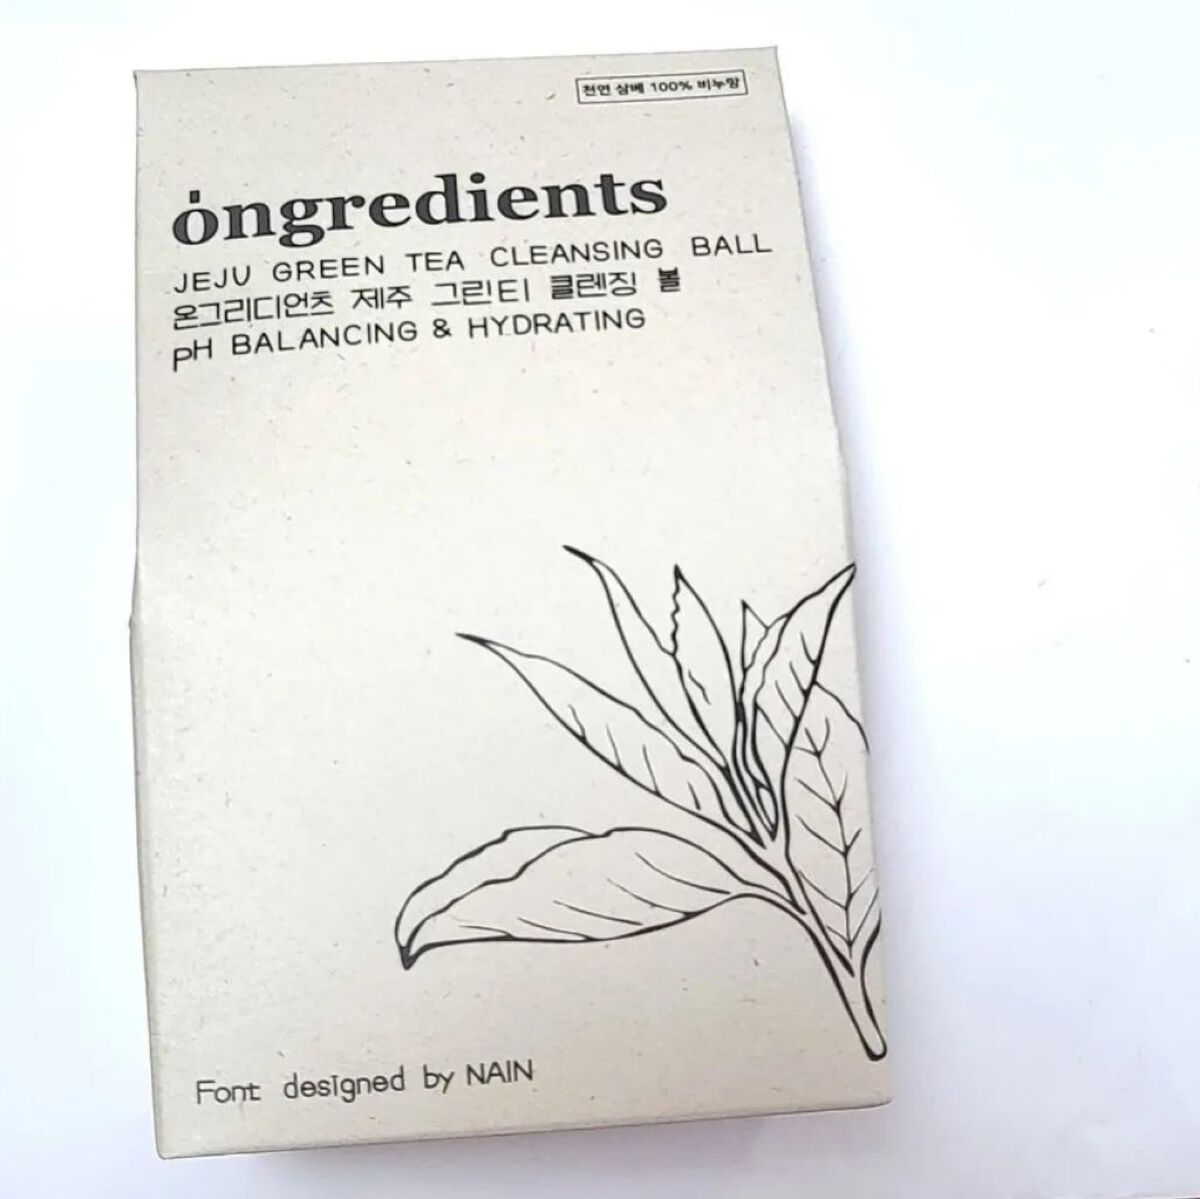 천연 삼베 100% 비누망
ongredients
JEJU GREEN TEA CLEANSING BALL
온그리디언츠 제주 그린티 클렌징 볼
pH BALANCING & HYDRATING
Font designed by NAIN